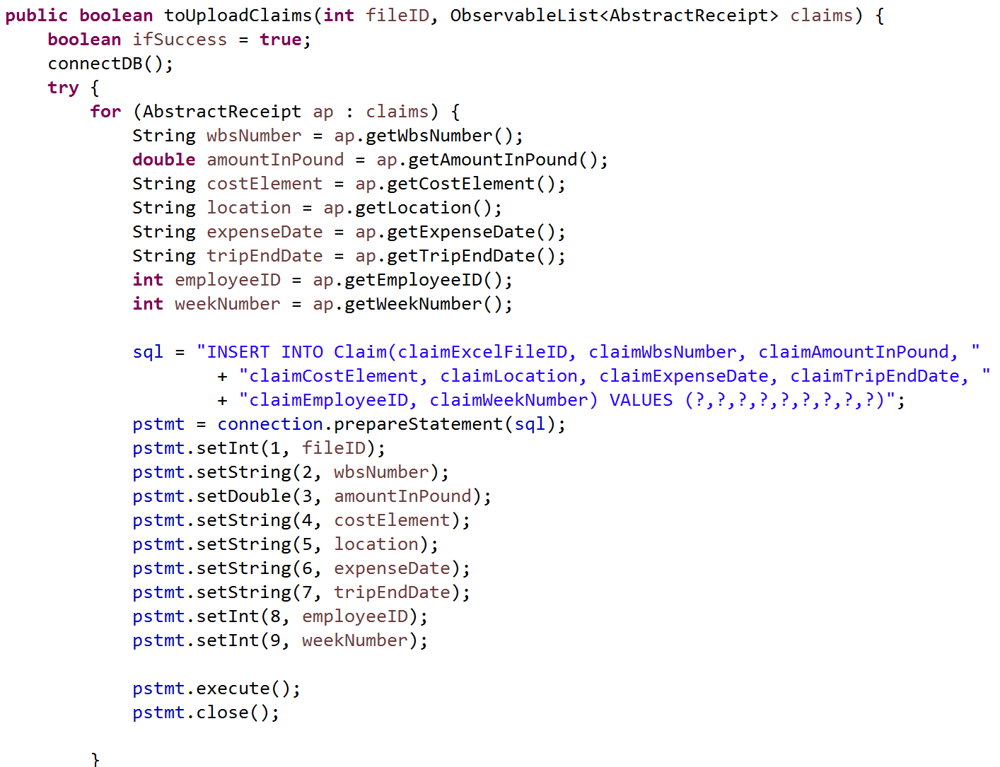 public boolean toUploadClaims(int fileID, ObservableList<AbstractReceipt> claims) {
    boolean ifSuccess = true;
    connectDB();
    try {
        for (AbstractReceipt ap : claims) {
            String wbsNumber = ap.getWbsNumber();
            double amountInPound = ap.getAmountInPound();
            String costElement = ap.getCostElement();
            String location = ap.getLocation();
            String expenseDate = ap.getExpenseDate();
            String tripEndDate = ap.getTripEndDate();
            int employeeID = ap.getEmployeeID();
            int weekNumber = ap.getWeekNumber();

            sql = "INSERT INTO Claim(claimExcelFileID, claimWbsNumber, claimAmountInPound, "
                    + "claimCostElement, claimLocation, claimExpenseDate, claimTripEndDate, "
                    + "claimEmployeeID, claimWeekNumber) VALUES (?,?,?,?,?,?,?,?,?)";
            pstmt = connection.prepareStatement(sql);
            pstmt.setInt(1, fileID);
            pstmt.setString(2, wbsNumber);
            pstmt.setDouble(3, amountInPound);
            pstmt.setString(4, costElement);
            pstmt.setString(5, location);
            pstmt.setString(6, expenseDate);
            pstmt.setString(7, tripEndDate);
            pstmt.setInt(8, employeeID);
            pstmt.setInt(9, weekNumber);

            pstmt.execute();
            pstmt.close();

        }